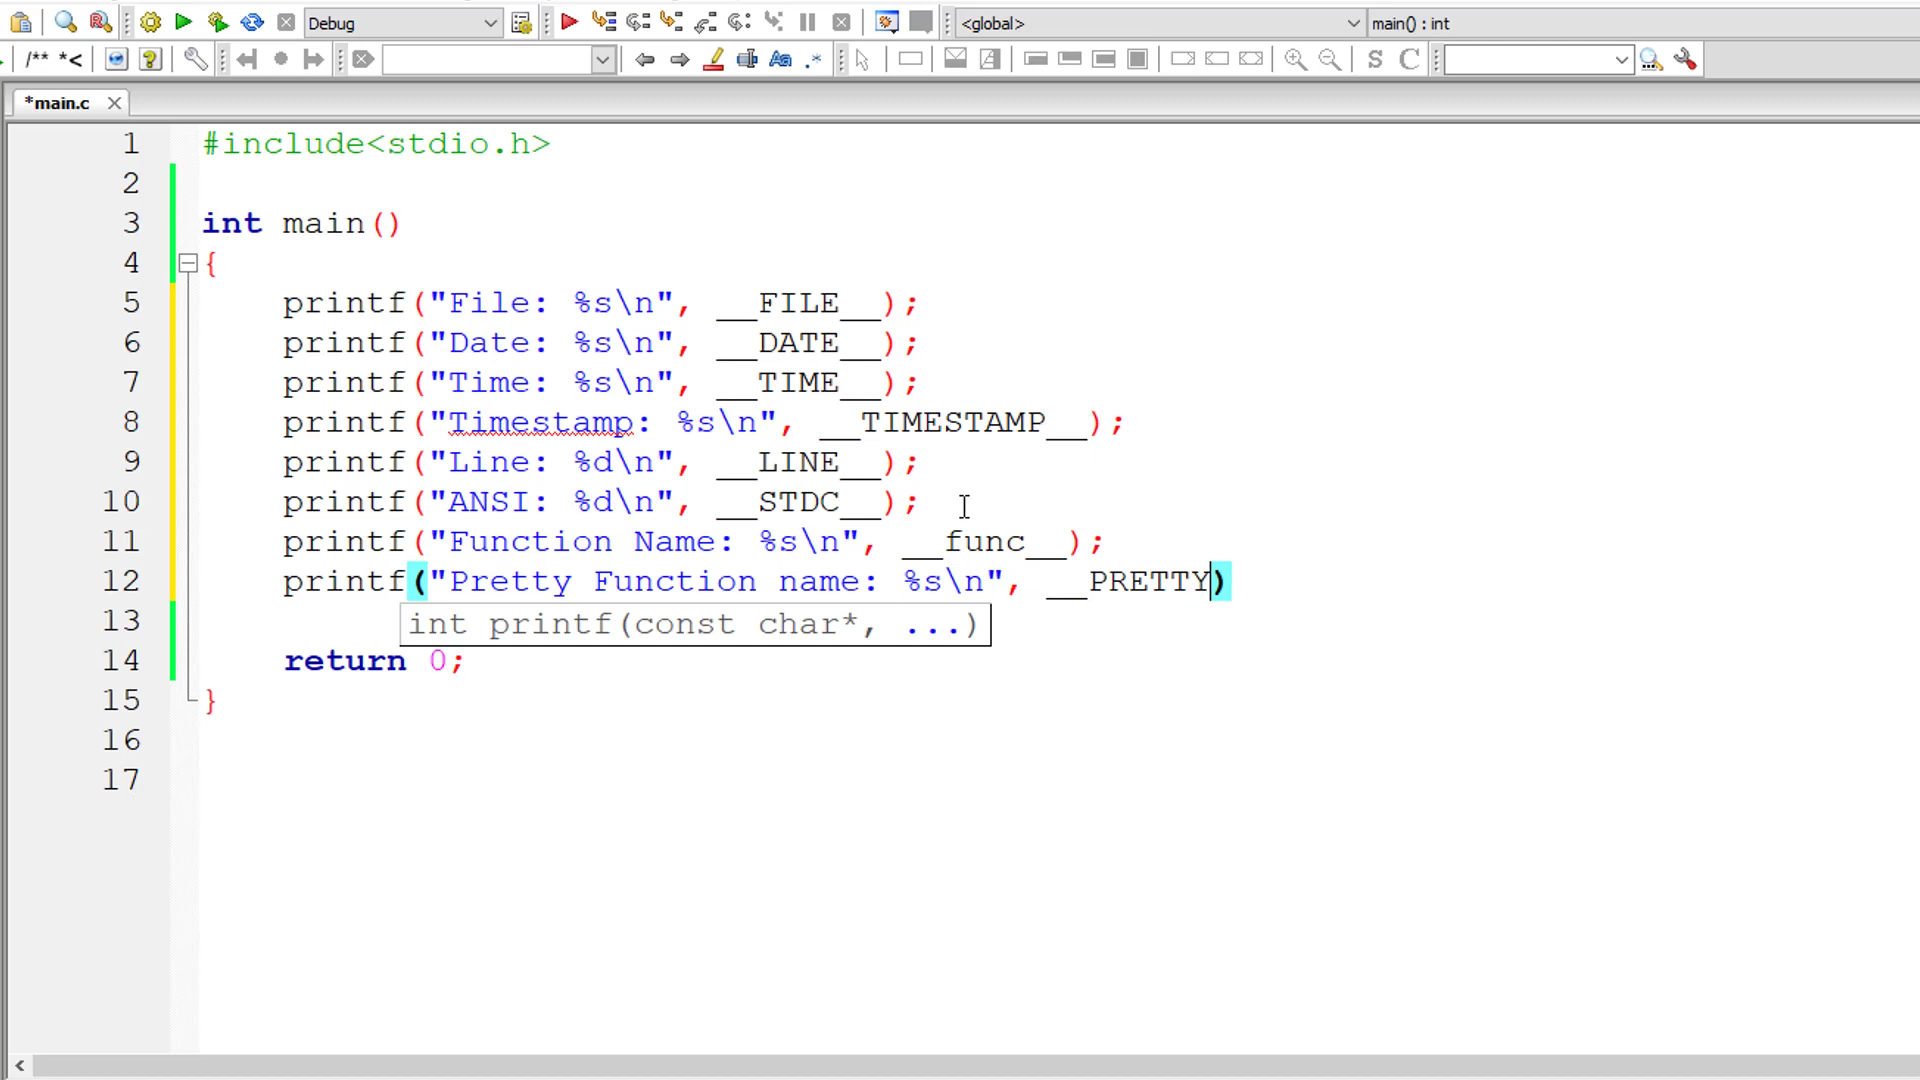 Debug
<global>
main() : int
/** *<
Aa .*
S C
*main.c
1 #include<stdio.h>
2
3 int main()
4 {
5 printf("File: %s\n", __FILE__);
6 printf("Date: %s\n", __DATE__);
7 printf("Time: %s\n", __TIME__);
8 printf("Timestamp: %s\n", __TIMESTAMP__);
9 printf("Line: %d\n", __LINE__);
10 printf("ANSI: %d\n", __STDC__);
11 printf("Function Name: %s\n", __func__);
12 printf("Pretty Function name: %s\n", __PRETTY)
13 int printf(const char*, ...)
14 return 0;
15 }
16
17